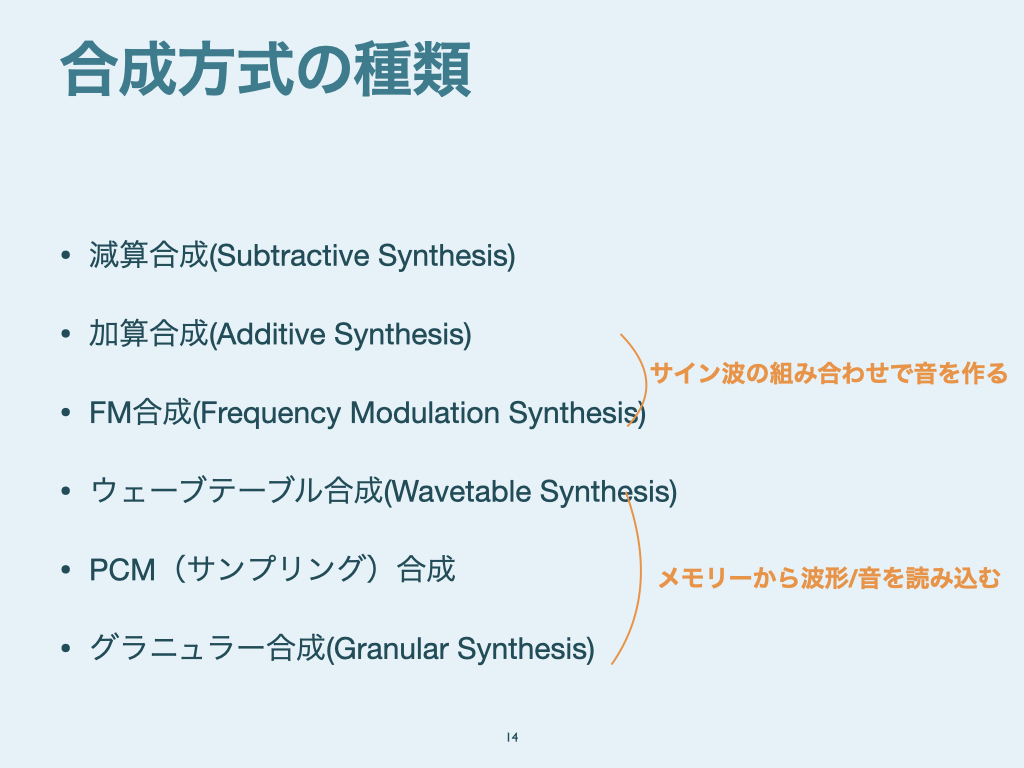 合成方式の種類
• 減算合成(Subtractive Synthesis)
• 加算合成(Additive Synthesis)
サイン波の組み合わせで音を作る
• FM合成(Frequency Modulation Synthesis)
• ウェーブテーブル合成(Wavetable Synthesis)
• PCM（サンプリング）合成
メモリーから波形/音を読み込む
• グラニュラー合成(Granular Synthesis)
14